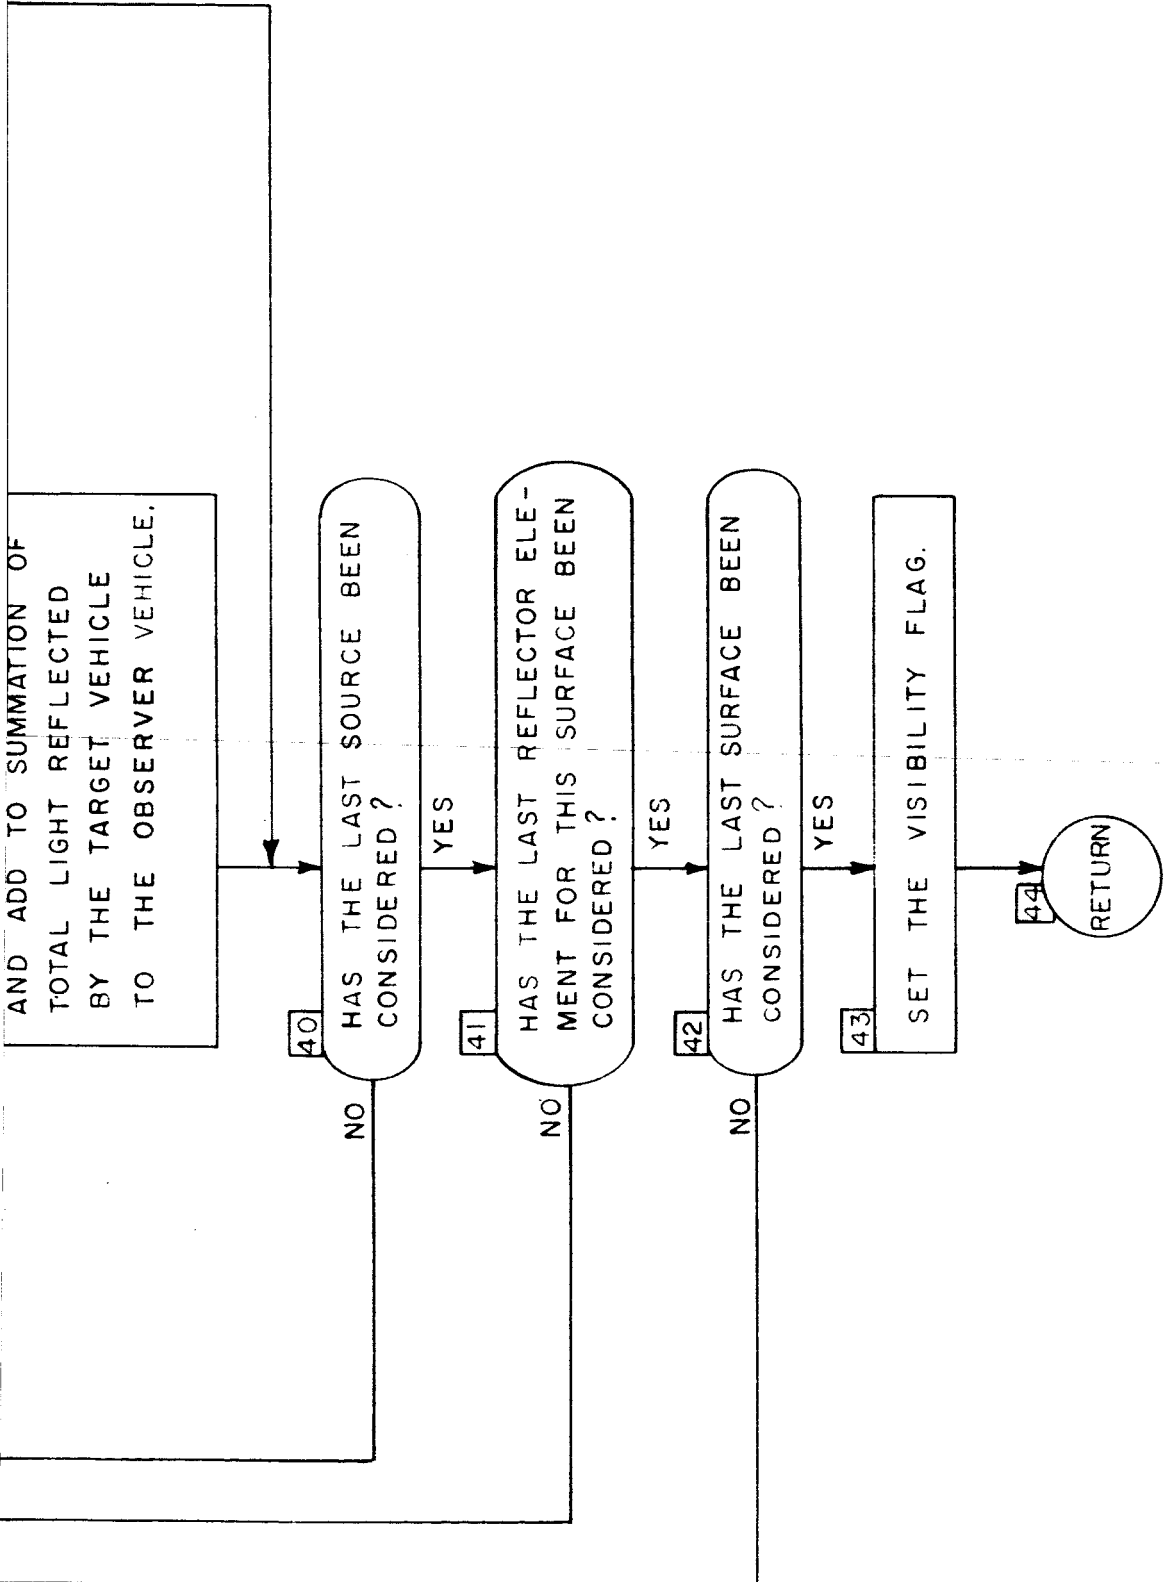 AND ADD TO SUMMATION OF
TOTAL LIGHT REFLECTED
BY THE TARGET VEHICLE
TO THE OBSERVER VEHICLE.
40
HAS THE LAST SOURCE BEEN
CONSIDERED?
NO
YES
41
HAS THE LAST REFLECTOR ELE-
MENT FOR THIS SURFACE BEEN
CONSIDERED?
NO
YES
42
HAS THE LAST SURFACE BEEN
CONSIDERED?
NO
YES
43
SET THE VISIBILITY FLAG.
44
RETURN